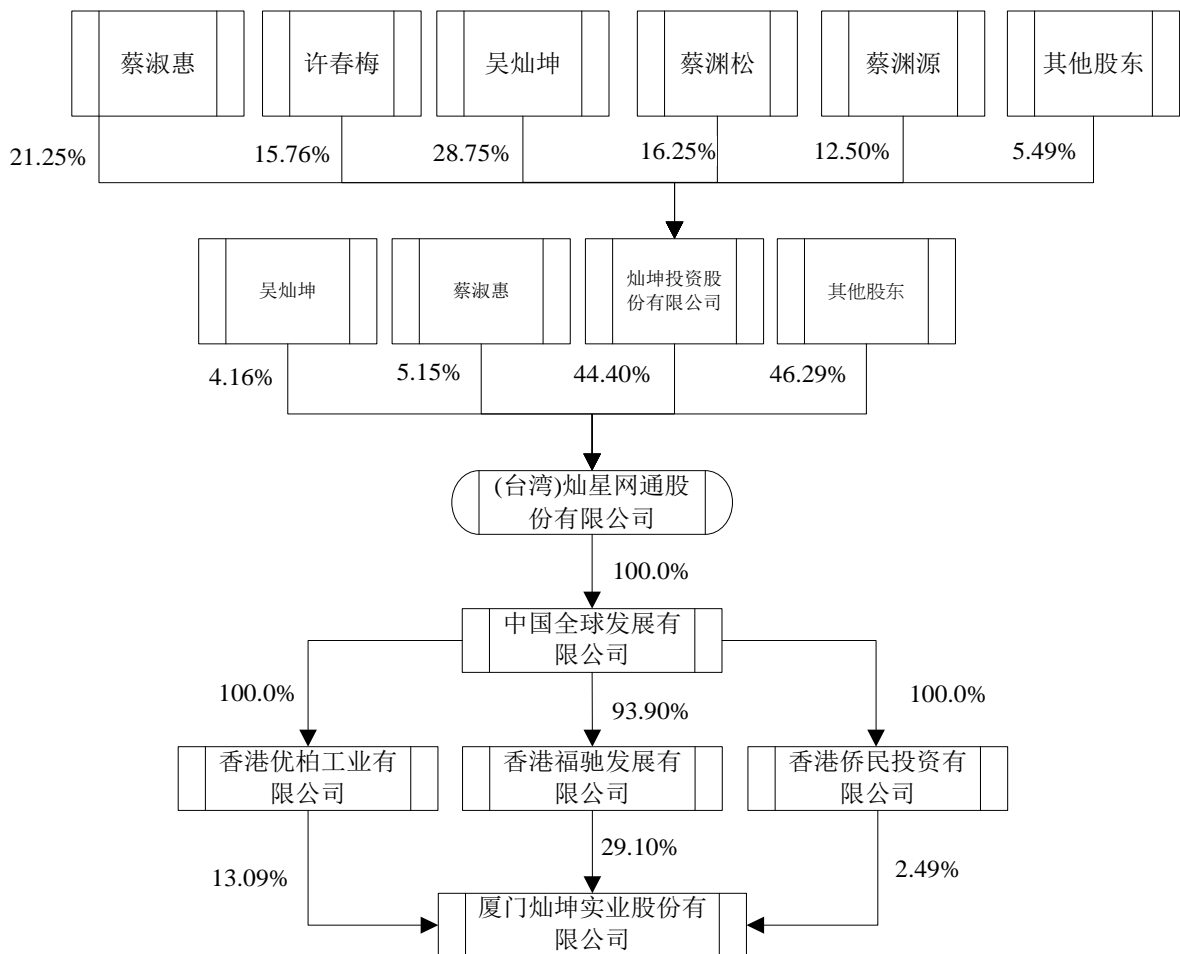 蔡淑惠
许春梅
吴灿坤
蔡渊松
蔡渊源
其他股东
21.25%
15.76%
28.75%
16.25%
12.50%
5.49%
吴灿坤
蔡淑惠
灿坤投资股
份有限公司
其他股东
4.16%
5.15%
44.40%
46.29%
(台湾)灿星网通股
份有限公司
100.0%
中国全球发展有
限公司
100.0%
93.90%
100.0%
香港优柏工业有
限公司
香港福驰发展有
限公司
香港侨民投资有
限公司
13.09%
29.10%
2.49%
厦门灿坤实业股份有
限公司